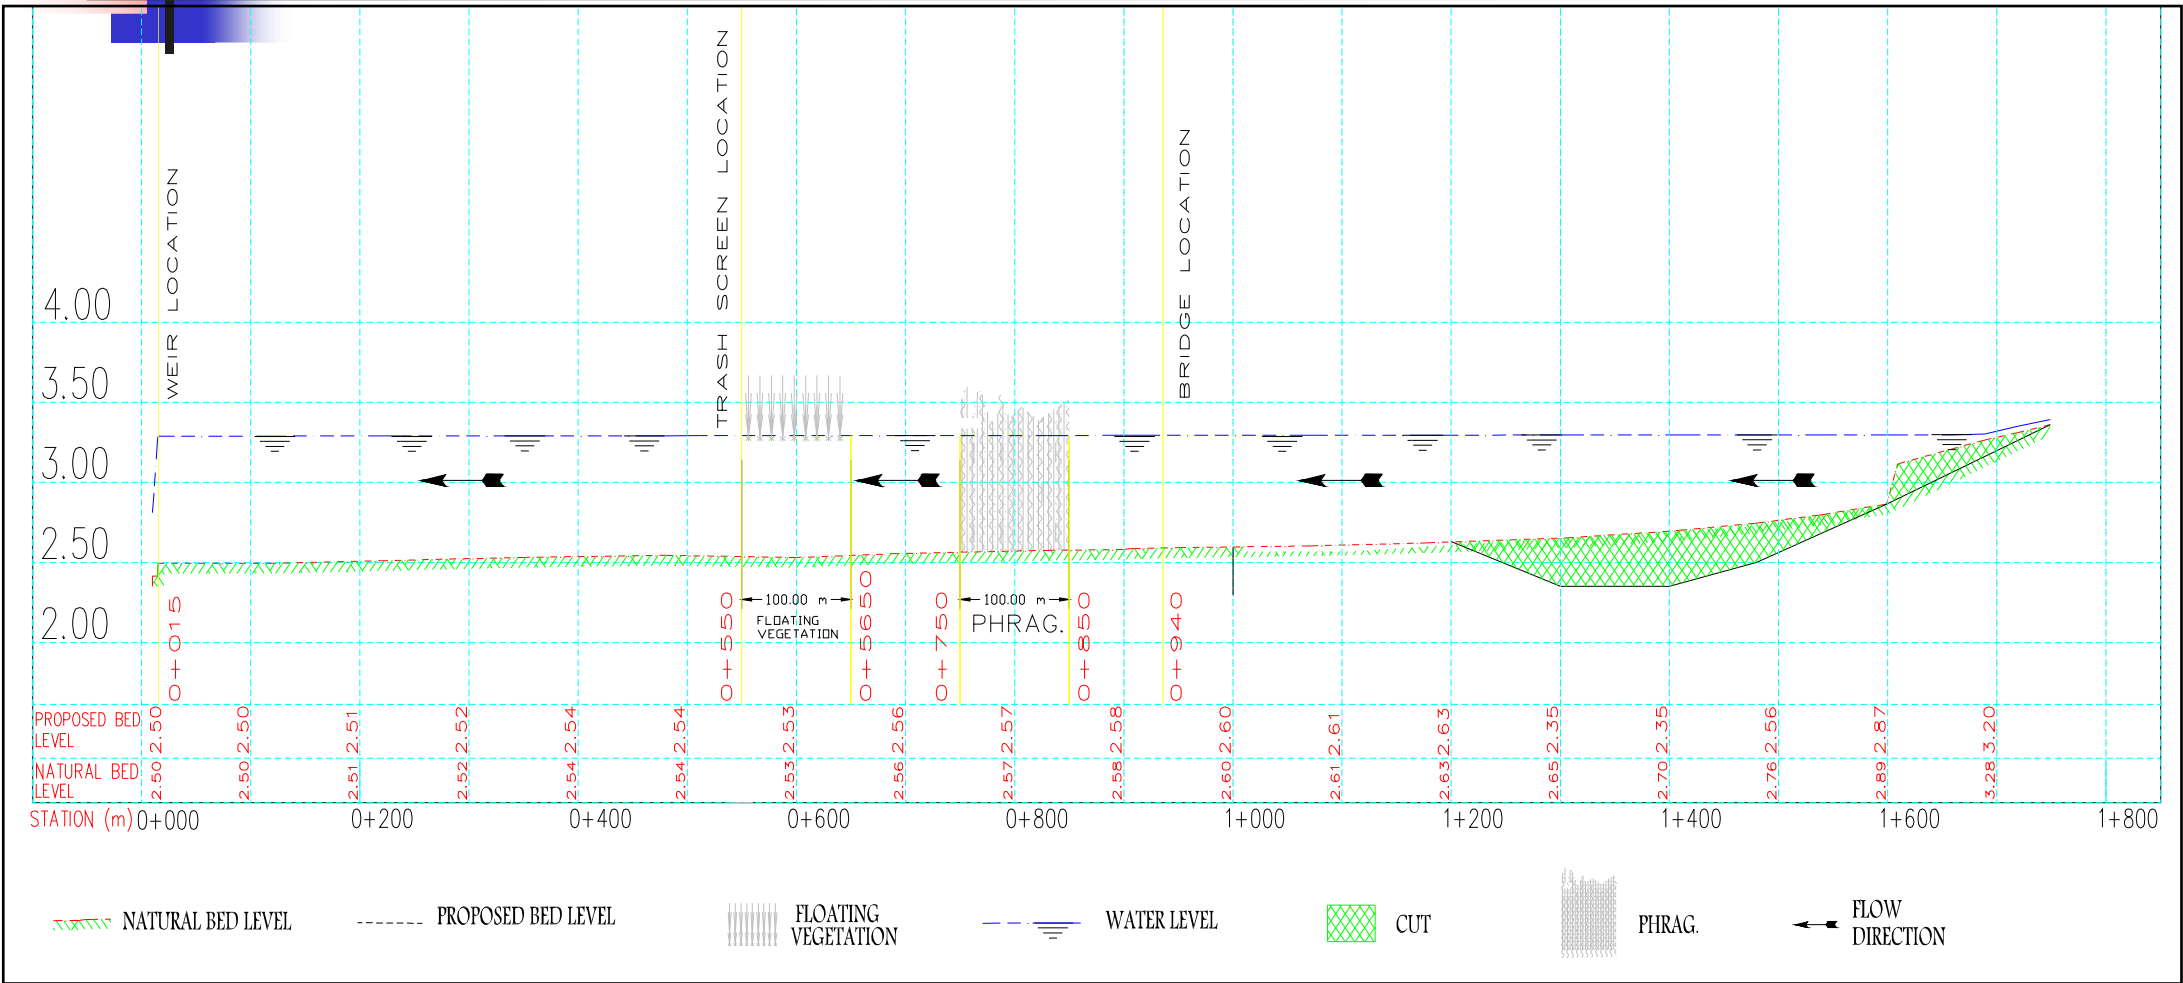 WEIR LOCATION
TRASH SCREEN LOCATION
BRIDGE LOCATION
4.00
3.50
3.00
2.50
2.00
0+015
0+550
0+5650
0+750
0+850
0+940
100.00 m
FLOATING
VEGETATION
100.00 m
PHRAG.
PROPOSED BED
LEVEL
2.50 2.50 2.51 2.52 2.54 2.54 2.53 2.56 2.57 2.58 2.60 2.61 2.63 2.35 2.35 2.56 2.87 3.20
NATURAL BED
LEVEL
2.50 2.50 2.51 2.52 2.54 2.54 2.53 2.56 2.57 2.58 2.60 2.61 2.63 2.65 2.70 2.76 2.89 3.28
STATION (m) 0+000 0+200 0+400 0+600 0+800 1+000 1+200 1+400 1+600 1+800
NATURAL BED LEVEL
PROPOSED BED LEVEL
FLOATING
VEGETATION
WATER LEVEL
CUT
PHRAG.
FLOW
DIRECTION